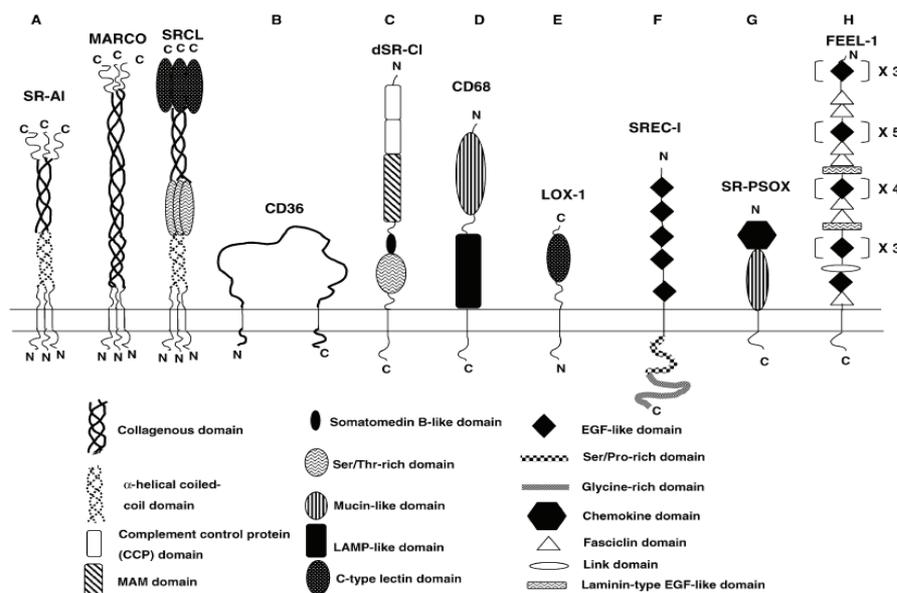 A B C D E F G H
MARCO SRCL dSR-CI FEEL-1
C C C C C C N N
X 3
SR-AI CD68
C C C N X 5
SREC-I
N
LOX-1 SR-PSOX X 4
CD36 C N
X 3
N N N N N N N N N N C C C N C C
C
Collagenous domain
α-helical coiled-
coil domain
Complement control protein
(CCP) domain
MAM domain
Somatomedin B-like domain
Ser/Thr-rich domain
Mucin-like domain
LAMP-like domain
C-type lectin domain
EGF-like domain
Ser/Pro-rich domain
Glycine-rich domain
Chemokine domain
Fasciclin domain
Link domain
Laminin-type EGF-like domain